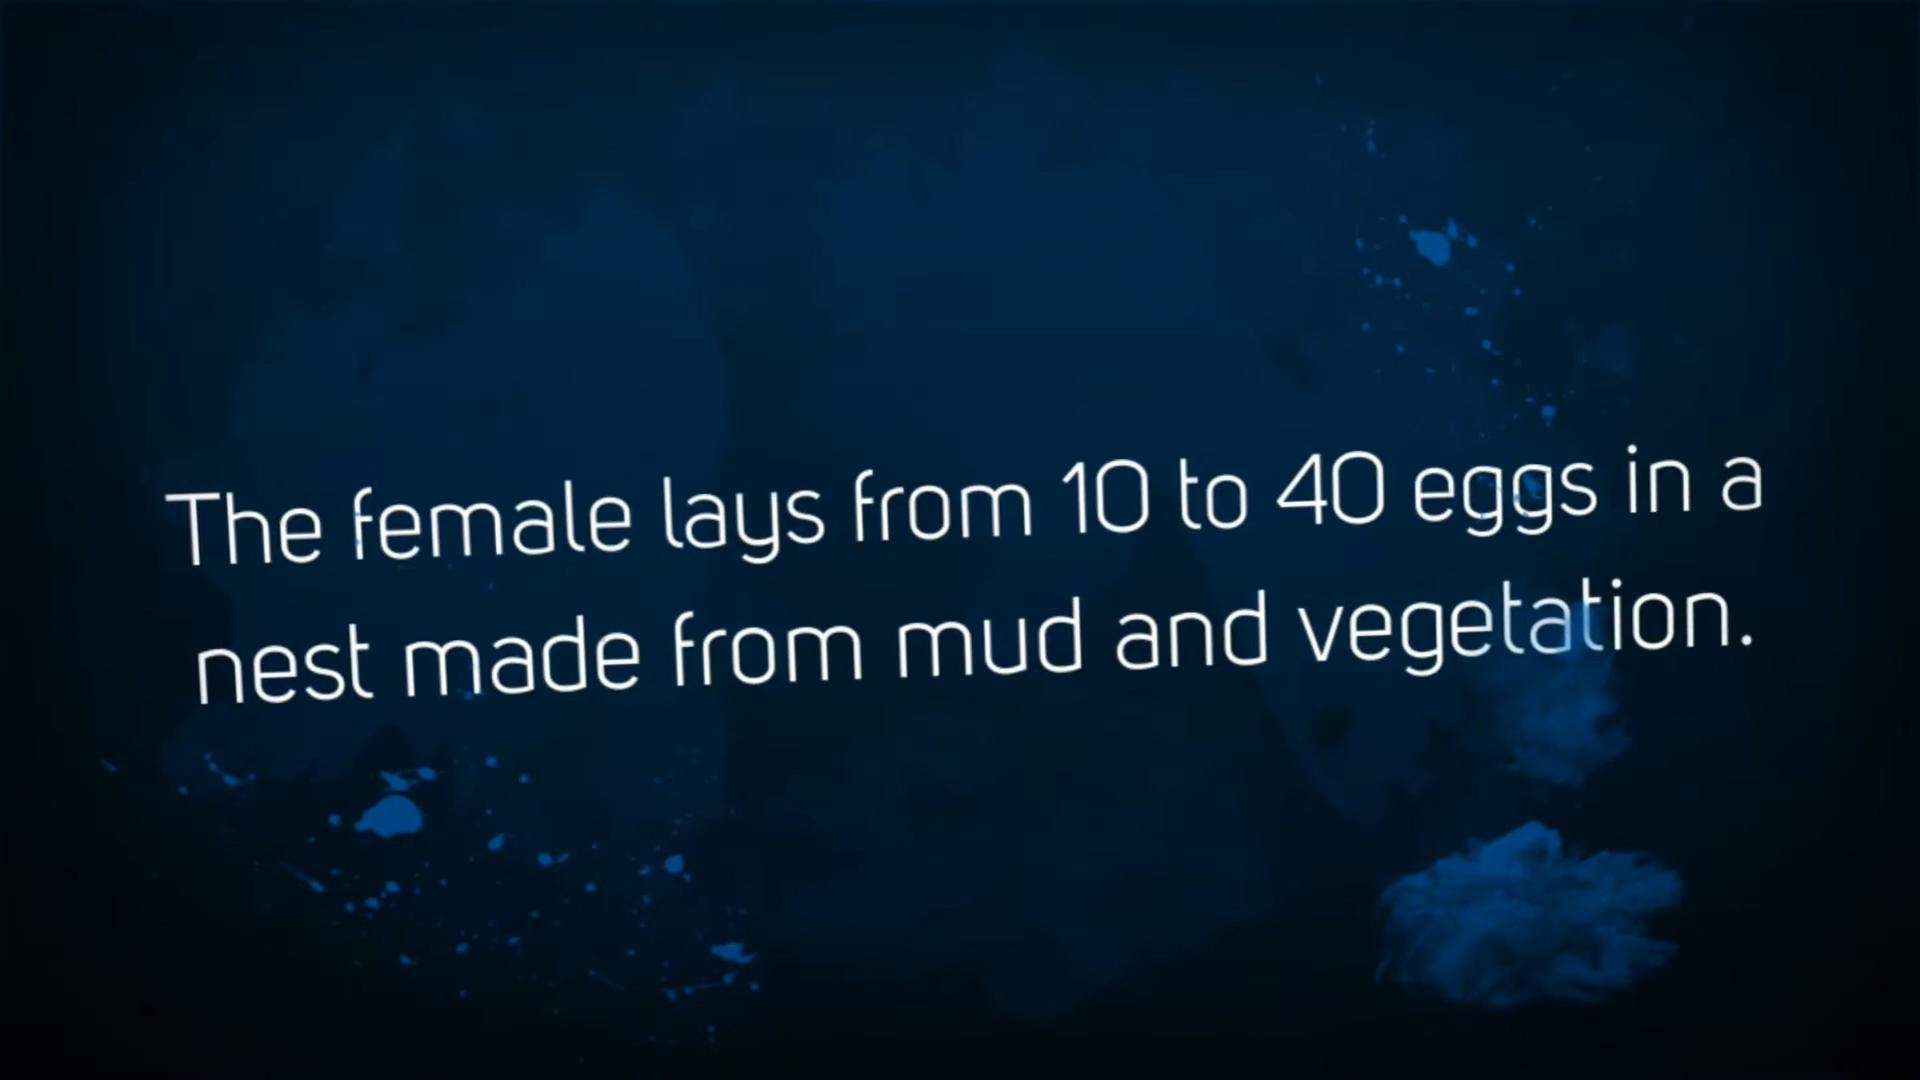 The female lays from 10 to 40 eggs in a
nest made from mud and vegetation.